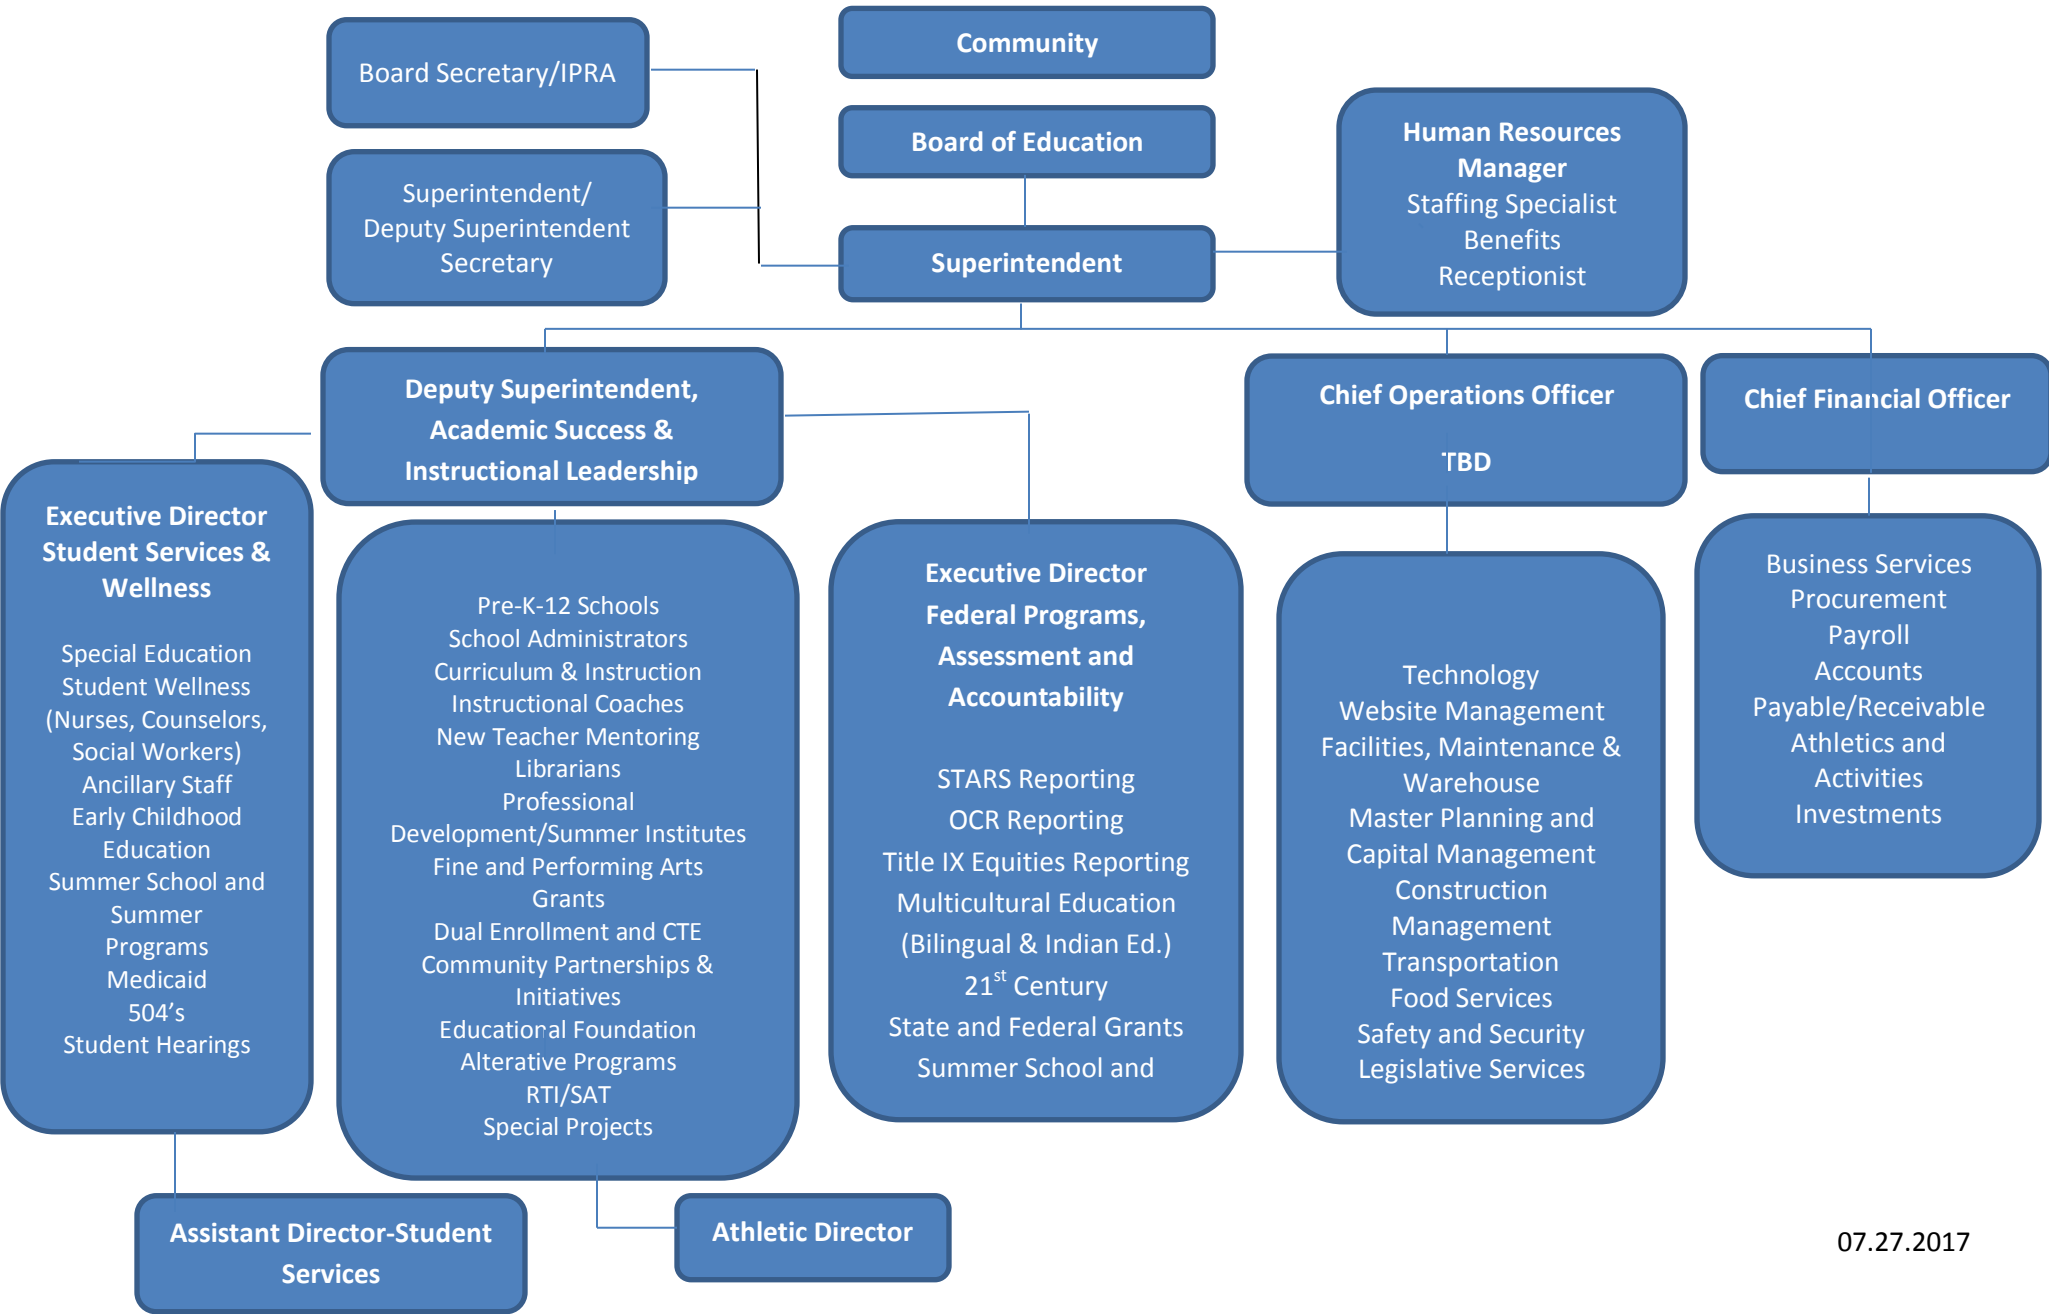 Community
Board Secretary/IPRA
Board of Education
Human Resources
Manager
Staffing Specialist
Benefits
Receptionist
Superintendent/
Deputy Superintendent
Secretary
Superintendent
Deputy Superintendent,
Academic Success &
Instructional Leadership
Chief Operations Officer
TBD
Chief Financial Officer
Executive Director
Student Services &
Wellness
Special Education
Student Wellness
(Nurses, Counselors,
Social Workers)
Ancillary Staff
Early Childhood
Education
Summer School and
Summer
Programs
Medicaid
504’s
Student Hearings
Pre-K-12 Schools
School Administrators
Curriculum & Instruction
Instructional Coaches
New Teacher Mentoring
Librarians
Professional
Development/Summer Institutes
Fine and Performing Arts
Grants
Dual Enrollment and CTE
Community Partnerships &
Initiatives
Educational Foundation
Alterative Programs
RTI/SAT
Special Projects
Executive Director
Federal Programs,
Assessment and
Accountability
STARS Reporting
OCR Reporting
Title IX Equities Reporting
Multicultural Education
(Bilingual & Indian Ed.)
21st Century
State and Federal Grants
Summer School and
Technology
Website Management
Facilities, Maintenance &
Warehouse
Master Planning and
Capital Management
Construction
Management
Transportation
Food Services
Safety and Security
Legislative Services
Business Services
Procurement
Payroll
Accounts
Payable/Receivable
Athletics and
Activities
Investments
Assistant Director-Student
Services
Athletic Director
07.27.2017